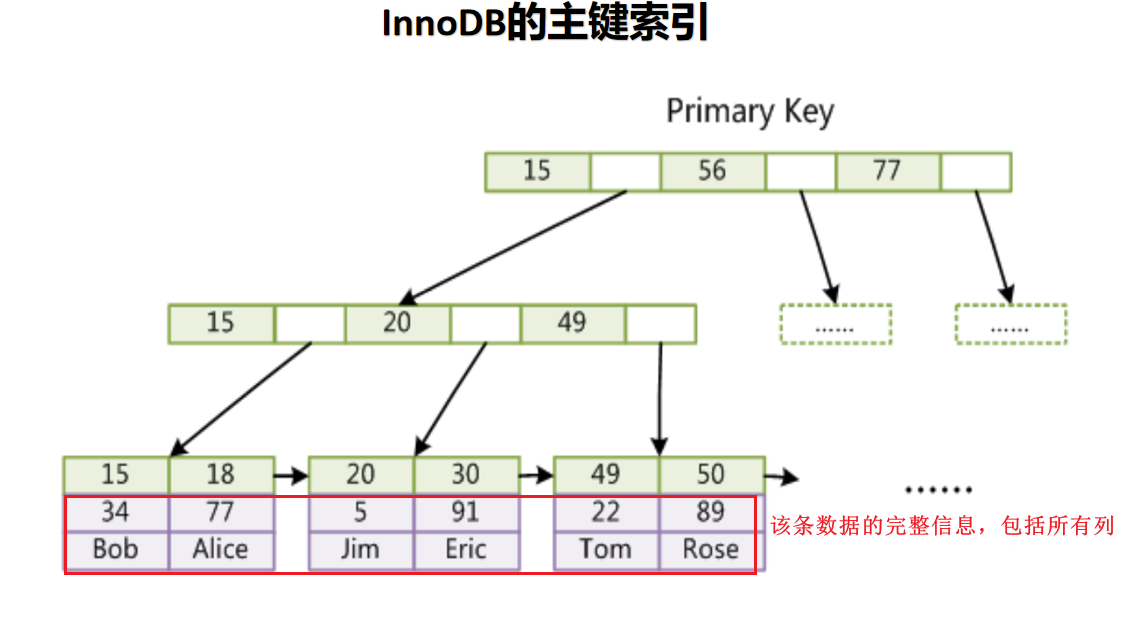 InnoDB的主键索引
Primary Key
15 56 77
15 20 49
...... ......
15 18 20 30 49 50
34 77 5 91 22 89
Bob Alice Jim Eric Tom Rose
......
该条数据的完整信息，包括所有列